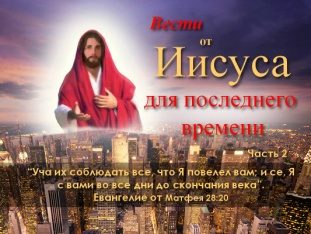 Вести
от
Иисуса
для последнего
времени
Часть 2
"Уча их соблюдать все, что Я повелел вам; и се, Я
с вами во все дни до скончания века".
Евангелие от Матфея 28:20